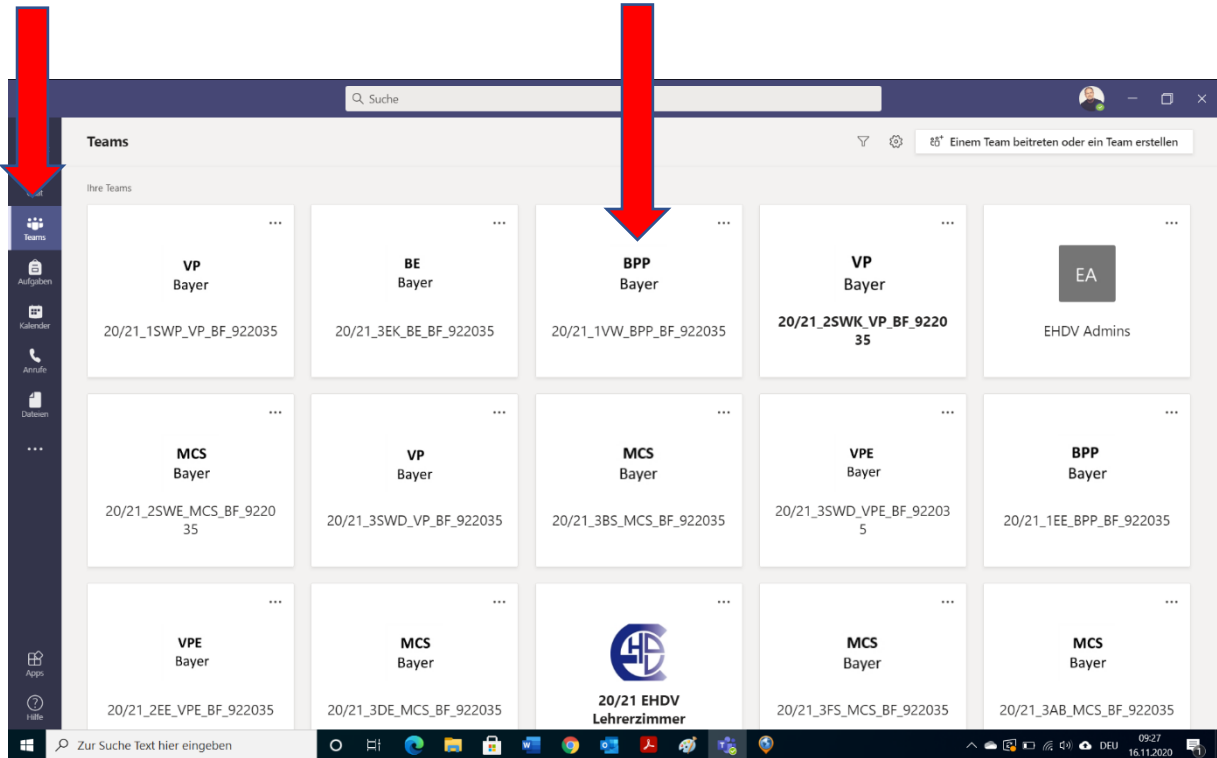 Suche
Teams
Einem Team beitreten oder ein Team erstellen
Ihre Teams
Teams
Aufgaben
Kalender
Anrufe
Dateien
Apps
Hilfe
VP
Bayer
20/21_1SWP_VP_BF_922035
BE
Bayer
20/21_3EK_BE_BF_922035
BPP
Bayer
20/21_1VW_BPP_BF_922035
VP
Bayer
20/21_2SWK_VP_BF_9220
35
EA
EHDV Admins
MCS
Bayer
20/21_2SWE_MCS_BF_9220
35
VP
Bayer
20/21_3SWD_VP_BF_922035
MCS
Bayer
20/21_3BS_MCS_BF_922035
VPE
Bayer
20/21_3SWD_VPE_BF_92203
5
BPP
Bayer
20/21_1EE_BPP_BF_922035
VPE
Bayer
20/21_2EE_VPE_BF_922035
MCS
Bayer
20/21_3DE_MCS_BF_922035
20/21 EHDV
Lehrerzimmer
MCS
Bayer
20/21_3FS_MCS_BF_922035
MCS
Bayer
20/21_3AB_MCS_BF_922035
Zur Suche Text hier eingeben
DEU
09:27
16.11.2020